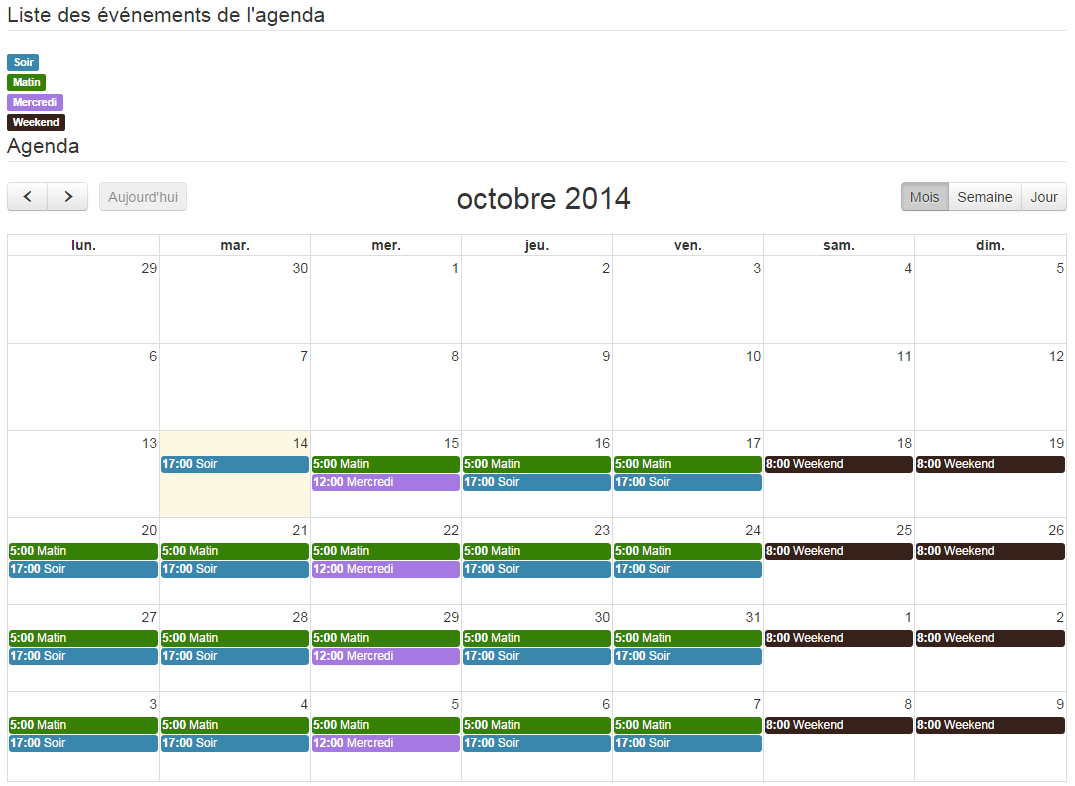 Liste des événements de l'agenda
Soir
Matin
Mercredi
Weekend
Agenda
Aujourd'hui octobre 2014 Mois Semaine Jour
lun. mar. mer. jeu. ven. sam. dim.
29 30 1 2 3 4 5
6 7 8 9 10 11 12
13 14 15 16 17 18 19
17:00 Soir 5:00 Matin 5:00 Matin 5:00 Matin 8:00 Weekend 8:00 Weekend
12:00 Mercredi 17:00 Soir 17:00 Soir
20 21 22 23 24 25 26
5:00 Matin 5:00 Matin 5:00 Matin 5:00 Matin 5:00 Matin 8:00 Weekend 8:00 Weekend
17:00 Soir 17:00 Soir 12:00 Mercredi 17:00 Soir 17:00 Soir
27 28 29 30 31 1 2
5:00 Matin 5:00 Matin 5:00 Matin 5:00 Matin 5:00 Matin 8:00 Weekend 8:00 Weekend
17:00 Soir 17:00 Soir 12:00 Mercredi 17:00 Soir 17:00 Soir
3 4 5 6 7 8 9
5:00 Matin 5:00 Matin 5:00 Matin 5:00 Matin 5:00 Matin 8:00 Weekend 8:00 Weekend
17:00 Soir 17:00 Soir 12:00 Mercredi 17:00 Soir 17:00 Soir